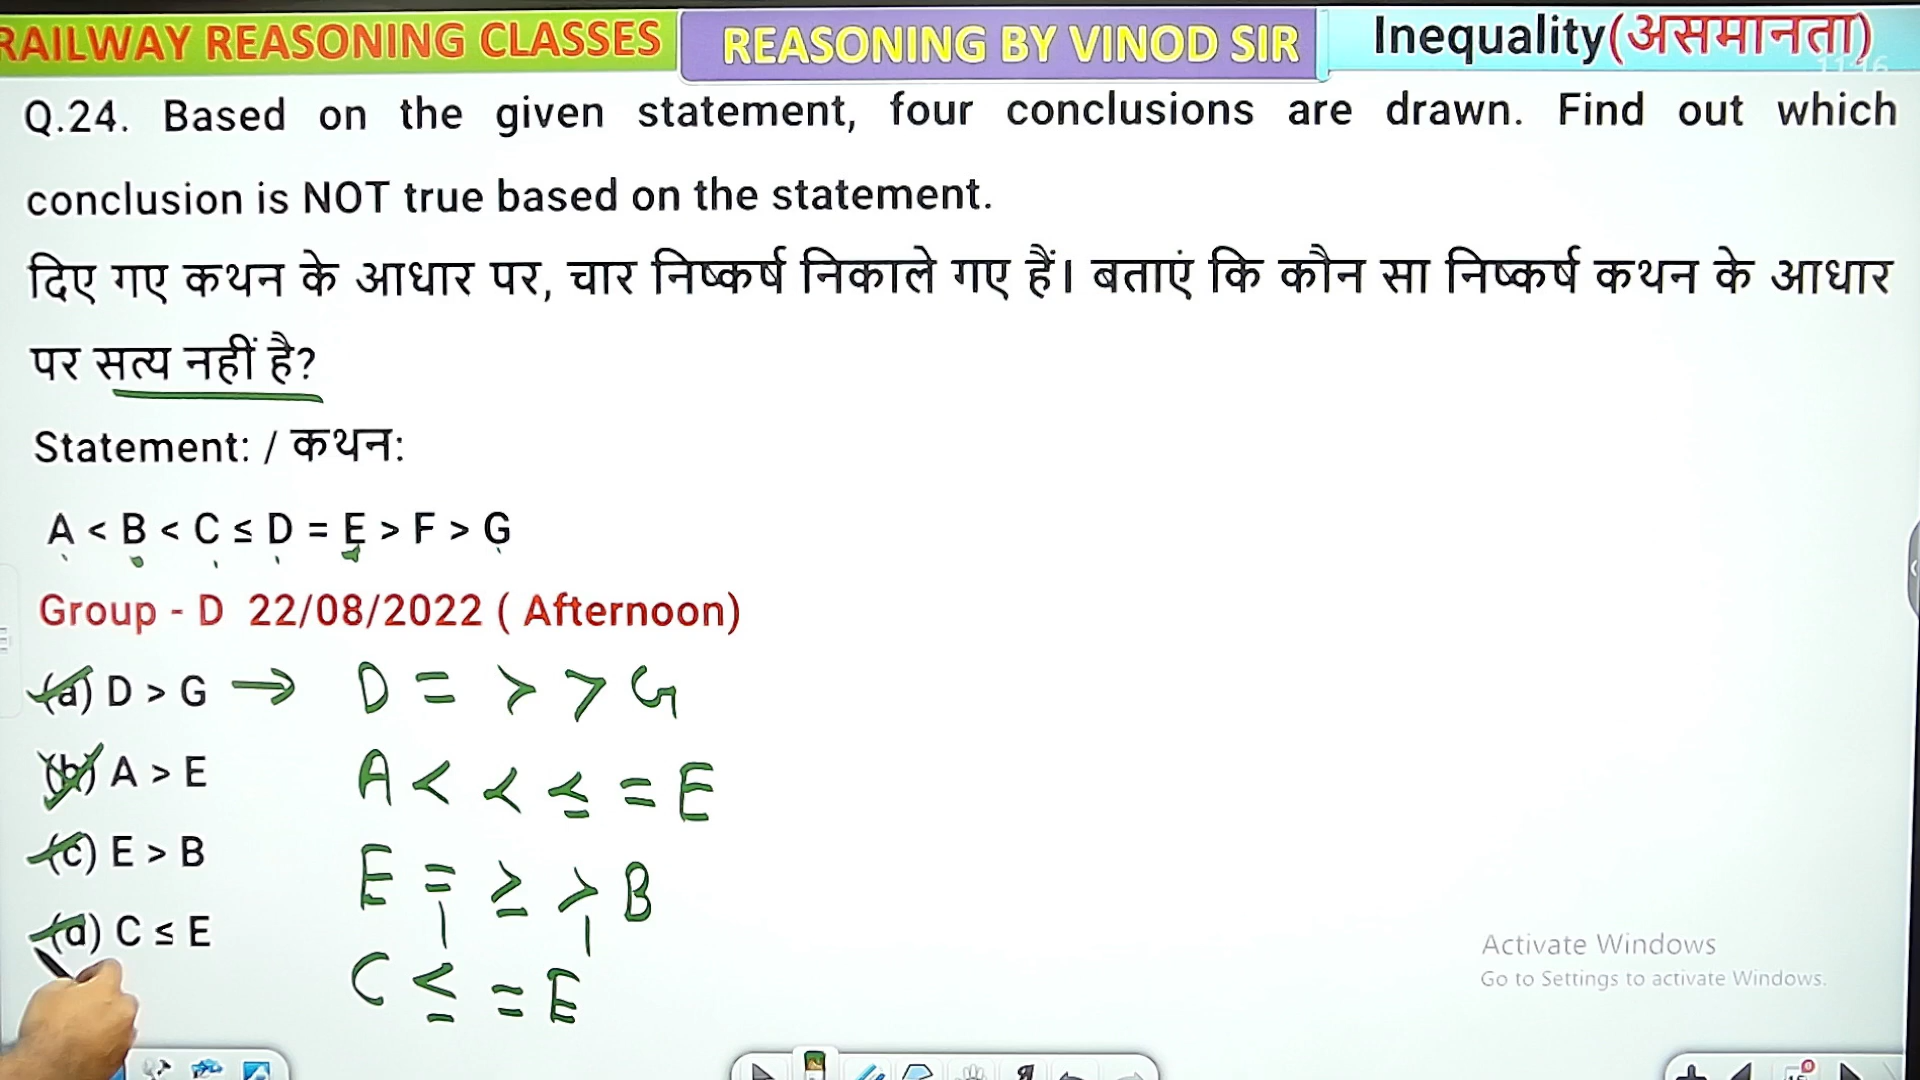 RAILWAY REASONING CLASSES REASONING BY VINOD SIR Inequality(असमानता)
11:16
Q.24. Based on the given statement, four conclusions are drawn. Find out which
conclusion is NOT true based on the statement.
दिए गए कथन के आधार पर, चार निष्कर्ष निकाले गए हैं। बताएं कि कौन सा निष्कर्ष कथन के आधार
पर सत्य नहीं है?
Statement: / कथन:
A < B < C ≤ D = E > F > G
Group - D 22/08/2022 ( Afternoon)
(a) D > G → D = > > G
(b) A > E A < < ≤ = E
(c) E > B E = ≥ > B
(d) C ≤ E C ≤ = E
Activate Windows
Go to Settings to activate Windows.